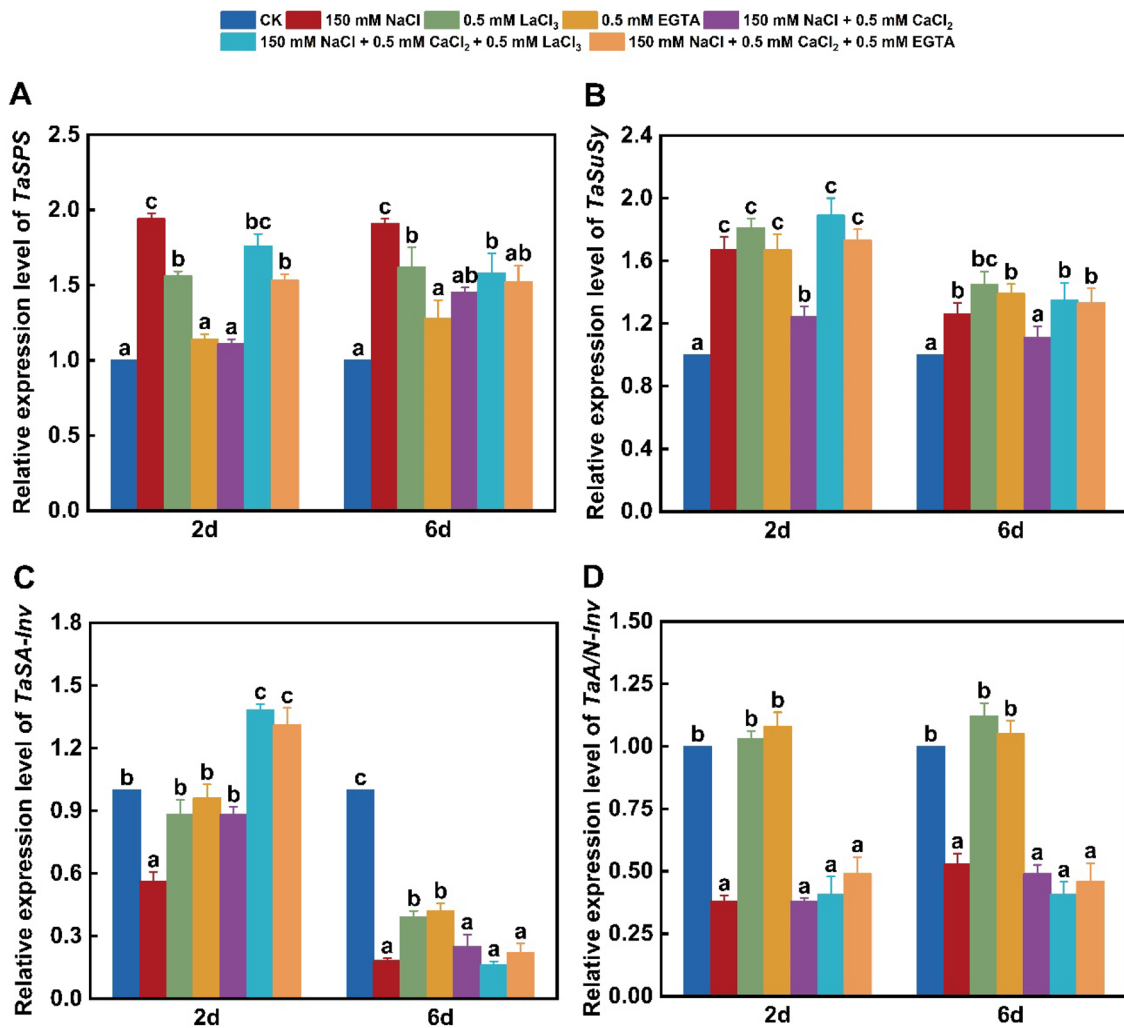 CK 150 mM NaCl 0.5 mM LaCl₃ 0.5 mM EGTA 150 mM NaCl + 0.5 mM CaCl₂
150 mM NaCl + 0.5 mM CaCl₂ + 0.5 mM LaCl₃ 150 mM NaCl + 0.5 mM CaCl₂ + 0.5 mM EGTA
A
Relative expression level of TaSPS
2.5
2.0
1.5
1.0
0.5
0.0
a c b a a bc b
a c b a ab b ab
2d 6d
B
Relative expression level of TaSuSy
2.4
2.0
1.6
1.2
0.8
0.4
0.0
a c c c b c c
a b bc b a b b
2d 6d
C
Relative expression level of TaSA-Inv
1.8
1.5
1.2
0.9
0.6
0.3
0.0
b a b b b c c
c a b b a a a
2d 6d
D
Relative expression level of TaA/N-Inv
1.50
1.25
1.00
0.75
0.50
0.25
0.00
b a b b a a a
b a b b a a a
2d 6d